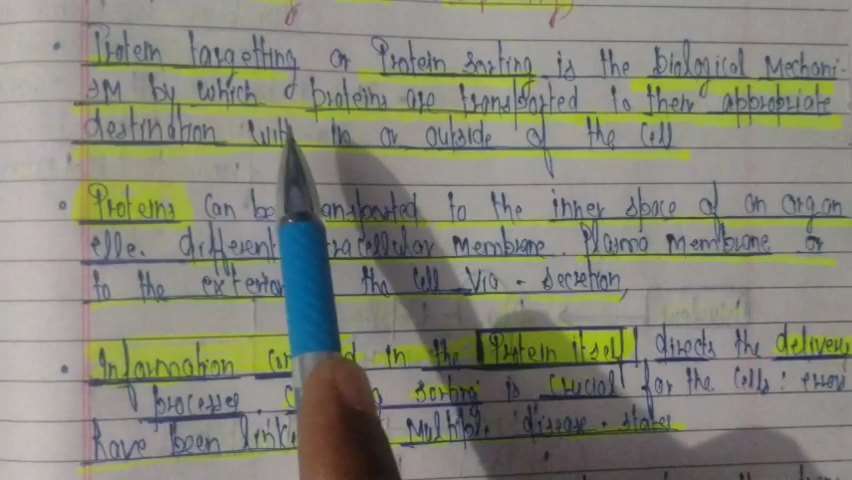 • Protein targetting or Protein sorting is the biological Mechani-
sm by which proteins are transported to their appropriate
destination with in or outside of the cell
• Proteins can be transported to the inner space of an organ
elle. different Membrane. Plasma Membrane or
to the exterior the cell via - secretion,
• Information in the Protein itself directs the delivery
processes. sorting is crucial for the cells: errors
have been linke Multiple disease - states